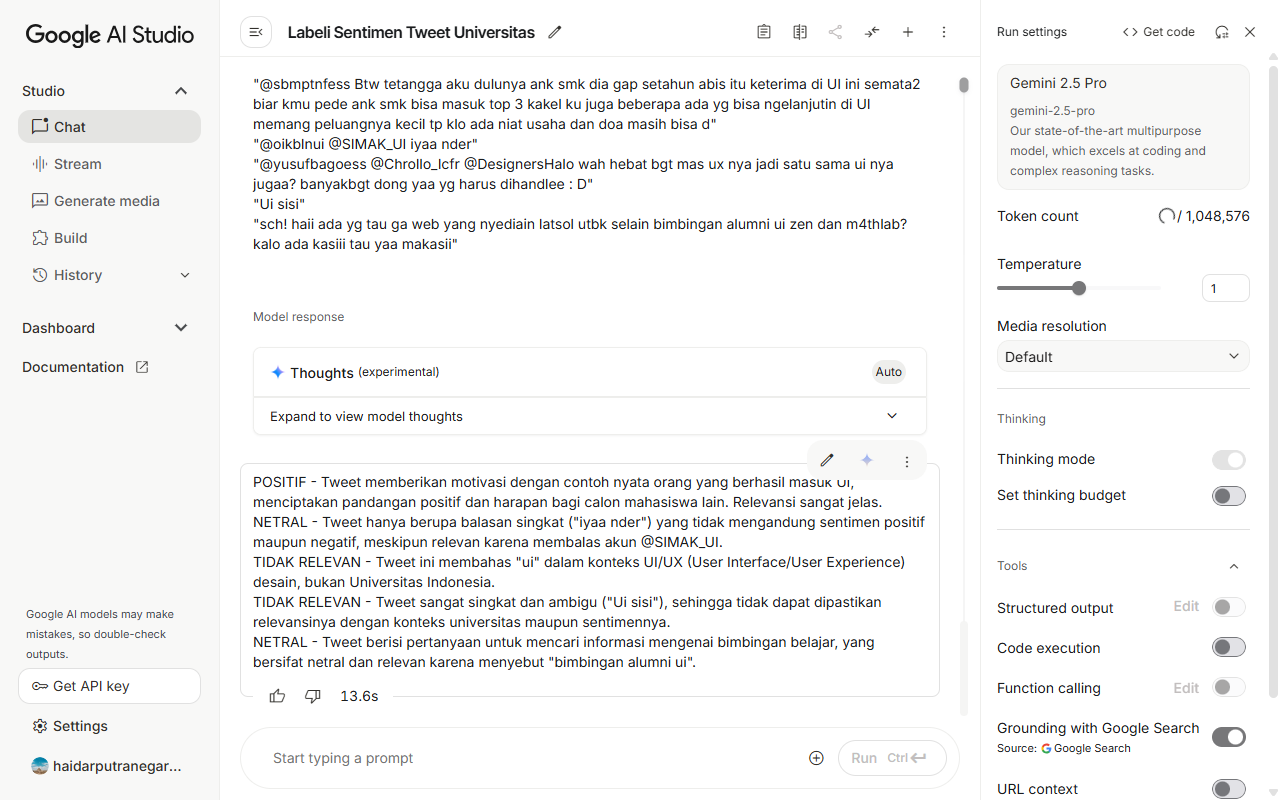 Google AI Studio
Studio
Chat
Stream
Generate media
Build
History
Dashboard
Documentation
Google AI models may make
mistakes, so double-check
outputs.
Get API key
Settings
haidarputranegar...
Labeli Sentimen Tweet Universitas
"@sbmptnfess Btw tetangga aku dulunya ank smk dia gap setahun abis itu keterima di UI ini semata2
biar kmu pede ank smk bisa masuk top 3 kakel ku juga beberapa ada yg bisa ngelanjutin di UI
memang peluangnya kecil tp klo ada niat usaha dan doa masih bisa d"
"@oikblnui @SIMAK_UI iyaa nder"
"@yusufbagoess @Chrollo_lcfr @DesignersHalo wah hebat bgt mas ux nya jadi satu sama ui nya
jugaa? banyakbgt dong yaa yg harus dihandlee : D"
"Ui sisi"
"sch! haii ada yg tau ga web yang nyediain latsol utbk selain bimbingan alumni ui zen dan m4thlab?
kalo ada kasiii tau yaa makasii"
Model response
Thoughts (experimental)
Auto
Expand to view model thoughts
POSITIF - Tweet memberikan motivasi dengan contoh nyata orang yang berhasil masuk UI,
menciptakan pandangan positif dan harapan bagi calon mahasiswa lain. Relevansi sangat jelas.
NETRAL - Tweet hanya berupa balasan singkat ("iyaa nder") yang tidak mengandung sentimen positif
maupun negatif, meskipun relevan karena membalas akun @SIMAK_UI.
TIDAK RELEVAN - Tweet ini membahas "ui" dalam konteks UI/UX (User Interface/User Experience)
desain, bukan Universitas Indonesia.
TIDAK RELEVAN - Tweet sangat singkat dan ambigu ("Ui sisi"), sehingga tidak dapat dipastikan
relevansinya dengan konteks universitas maupun sentimennya.
NETRAL - Tweet berisi pertanyaan untuk mencari informasi mengenai bimbingan belajar, yang
bersifat netral dan relevan karena menyebut "bimbingan alumni ui".
13.6s
Start typing a prompt
Run Ctrl
Run settings
Get code
Gemini 2.5 Pro
gemini-2.5-pro
Our state-of-the-art multipurpose
model, which excels at coding and
complex reasoning tasks.
Token count
/ 1,048,576
Temperature
1
Media resolution
Default
Thinking
Thinking mode
Set thinking budget
Tools
Structured output
Edit
Code execution
Function calling
Edit
Grounding with Google Search
Source: Google Search
URL context